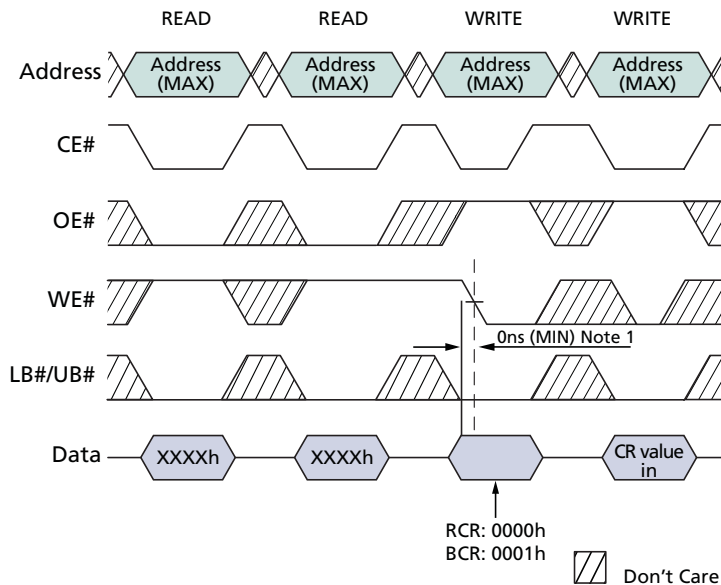 READ READ WRITE WRITE
Address
Address
(MAX)
Address
(MAX)
Address
(MAX)
Address
(MAX)
CE#
OE#
WE#
0ns (MIN) Note 1
LB#/UB#
Data
XXXXh
XXXXh
CR value
in
RCR: 0000h
BCR: 0001h
Don't Care